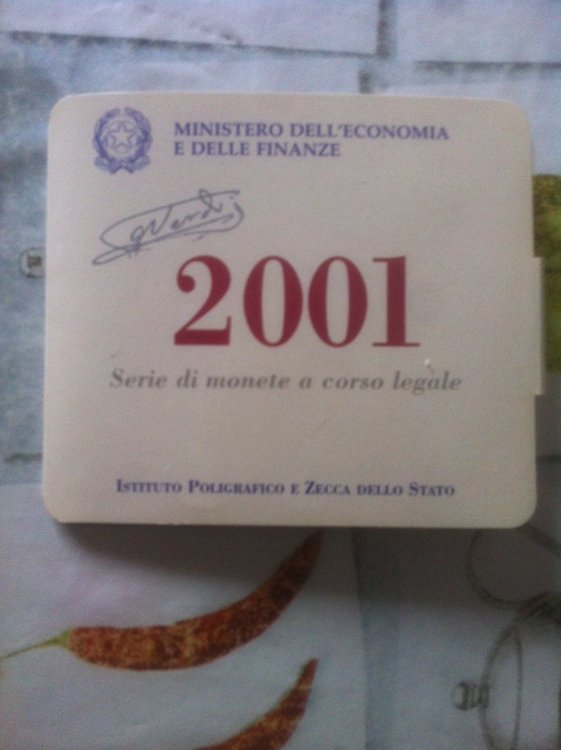 MINISTERO DELL'ECONOMIA
E DELLE FINANZE
GVerdi
2001
Serie di monete a corso legale
ISTITUTO POLIGRAFICO E ZECCA DELLO STATO